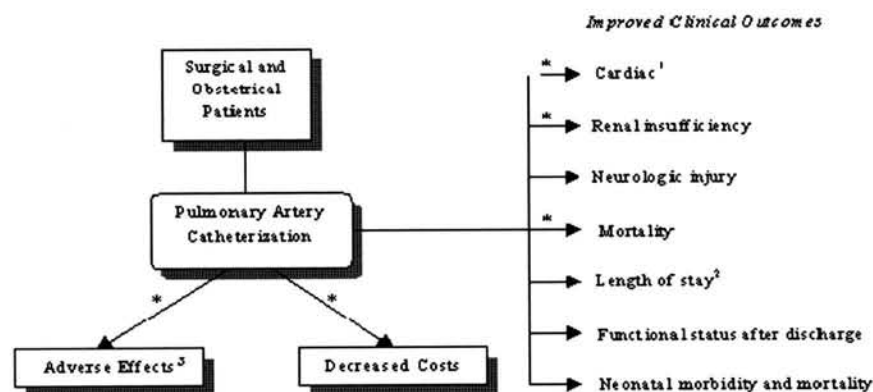 Improved Clinical Outcomes
Surgical and
Obstetrical
Patients
Pulmonary Artery
Catheterization
*
*
Adverse Effects³
Decreased Costs
* Cardiac¹
* Renal insufficiency
Neurologic injury
* Mortality
Length of stay²
Functional status after discharge
Neonatal morbidity and mortality